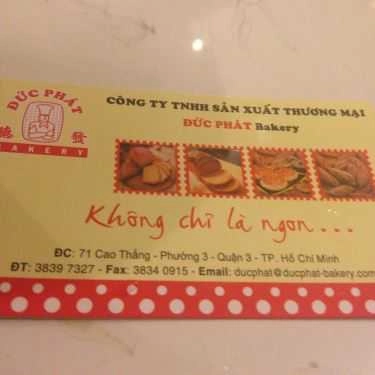 ĐỨC PHÁT
德 發
BAKERY
CÔNG TY TNHH SẢN XUẤT THƯƠNG MẠI
ĐỨC PHÁT Bakery
Không chỉ là ngon...
ĐC: 71 Cao Thắng - Phường 3 - Quận 3 - TP. Hồ Chí Minh
ĐT: 3839 7327 - Fax: 3834 0915 - Email: ducphat@ducphat-bakery.com